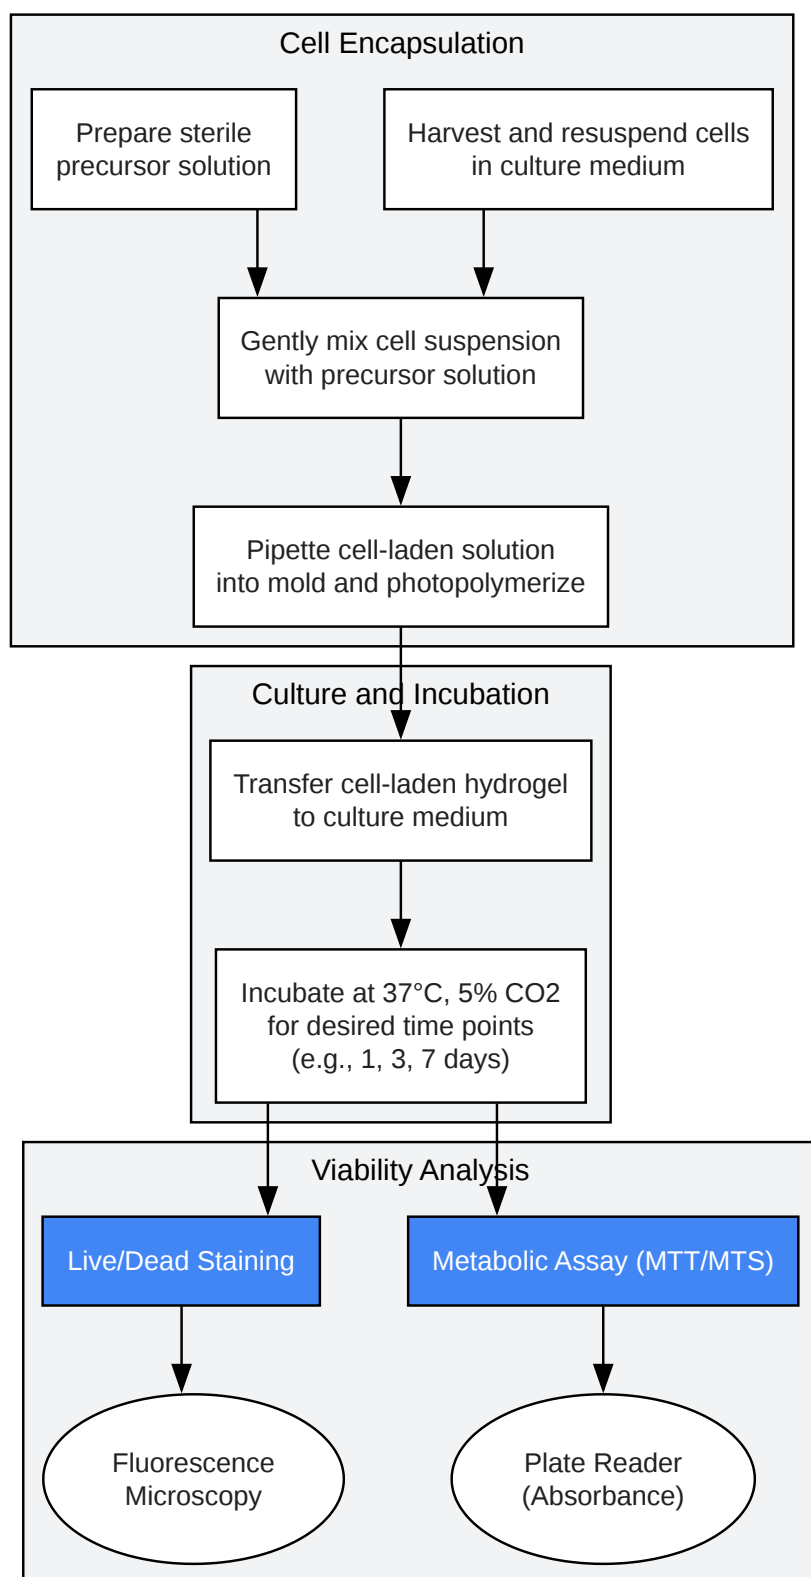 Cell Encapsulation
Prepare sterile
precursor solution
Harvest and resuspend cells
in culture medium
Gently mix cell suspension
with precursor solution
Pipette cell-laden solution
into mold and photopolymerize
Culture and Incubation
Transfer cell-laden hydrogel
to culture medium
Incubate at 37°C, 5% CO2
for desired time points
(e.g., 1, 3, 7 days)
Viability Analysis
Live/Dead Staining
Metabolic Assay (MTT/MTS)
Fluorescence
Microscopy
Plate Reader
(Absorbance)